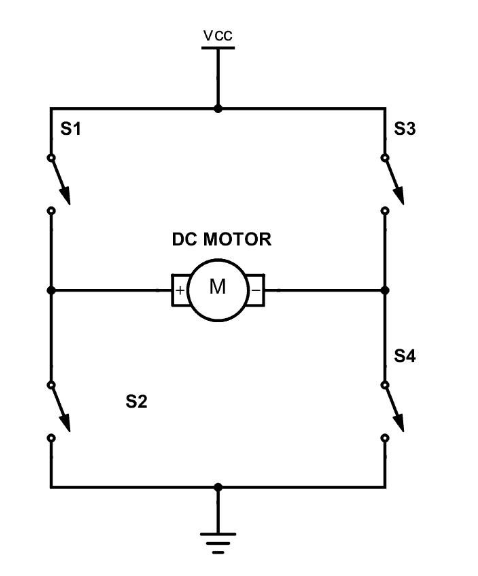 VCC
S1
S3
DC MOTOR
+ M −
S4
S2